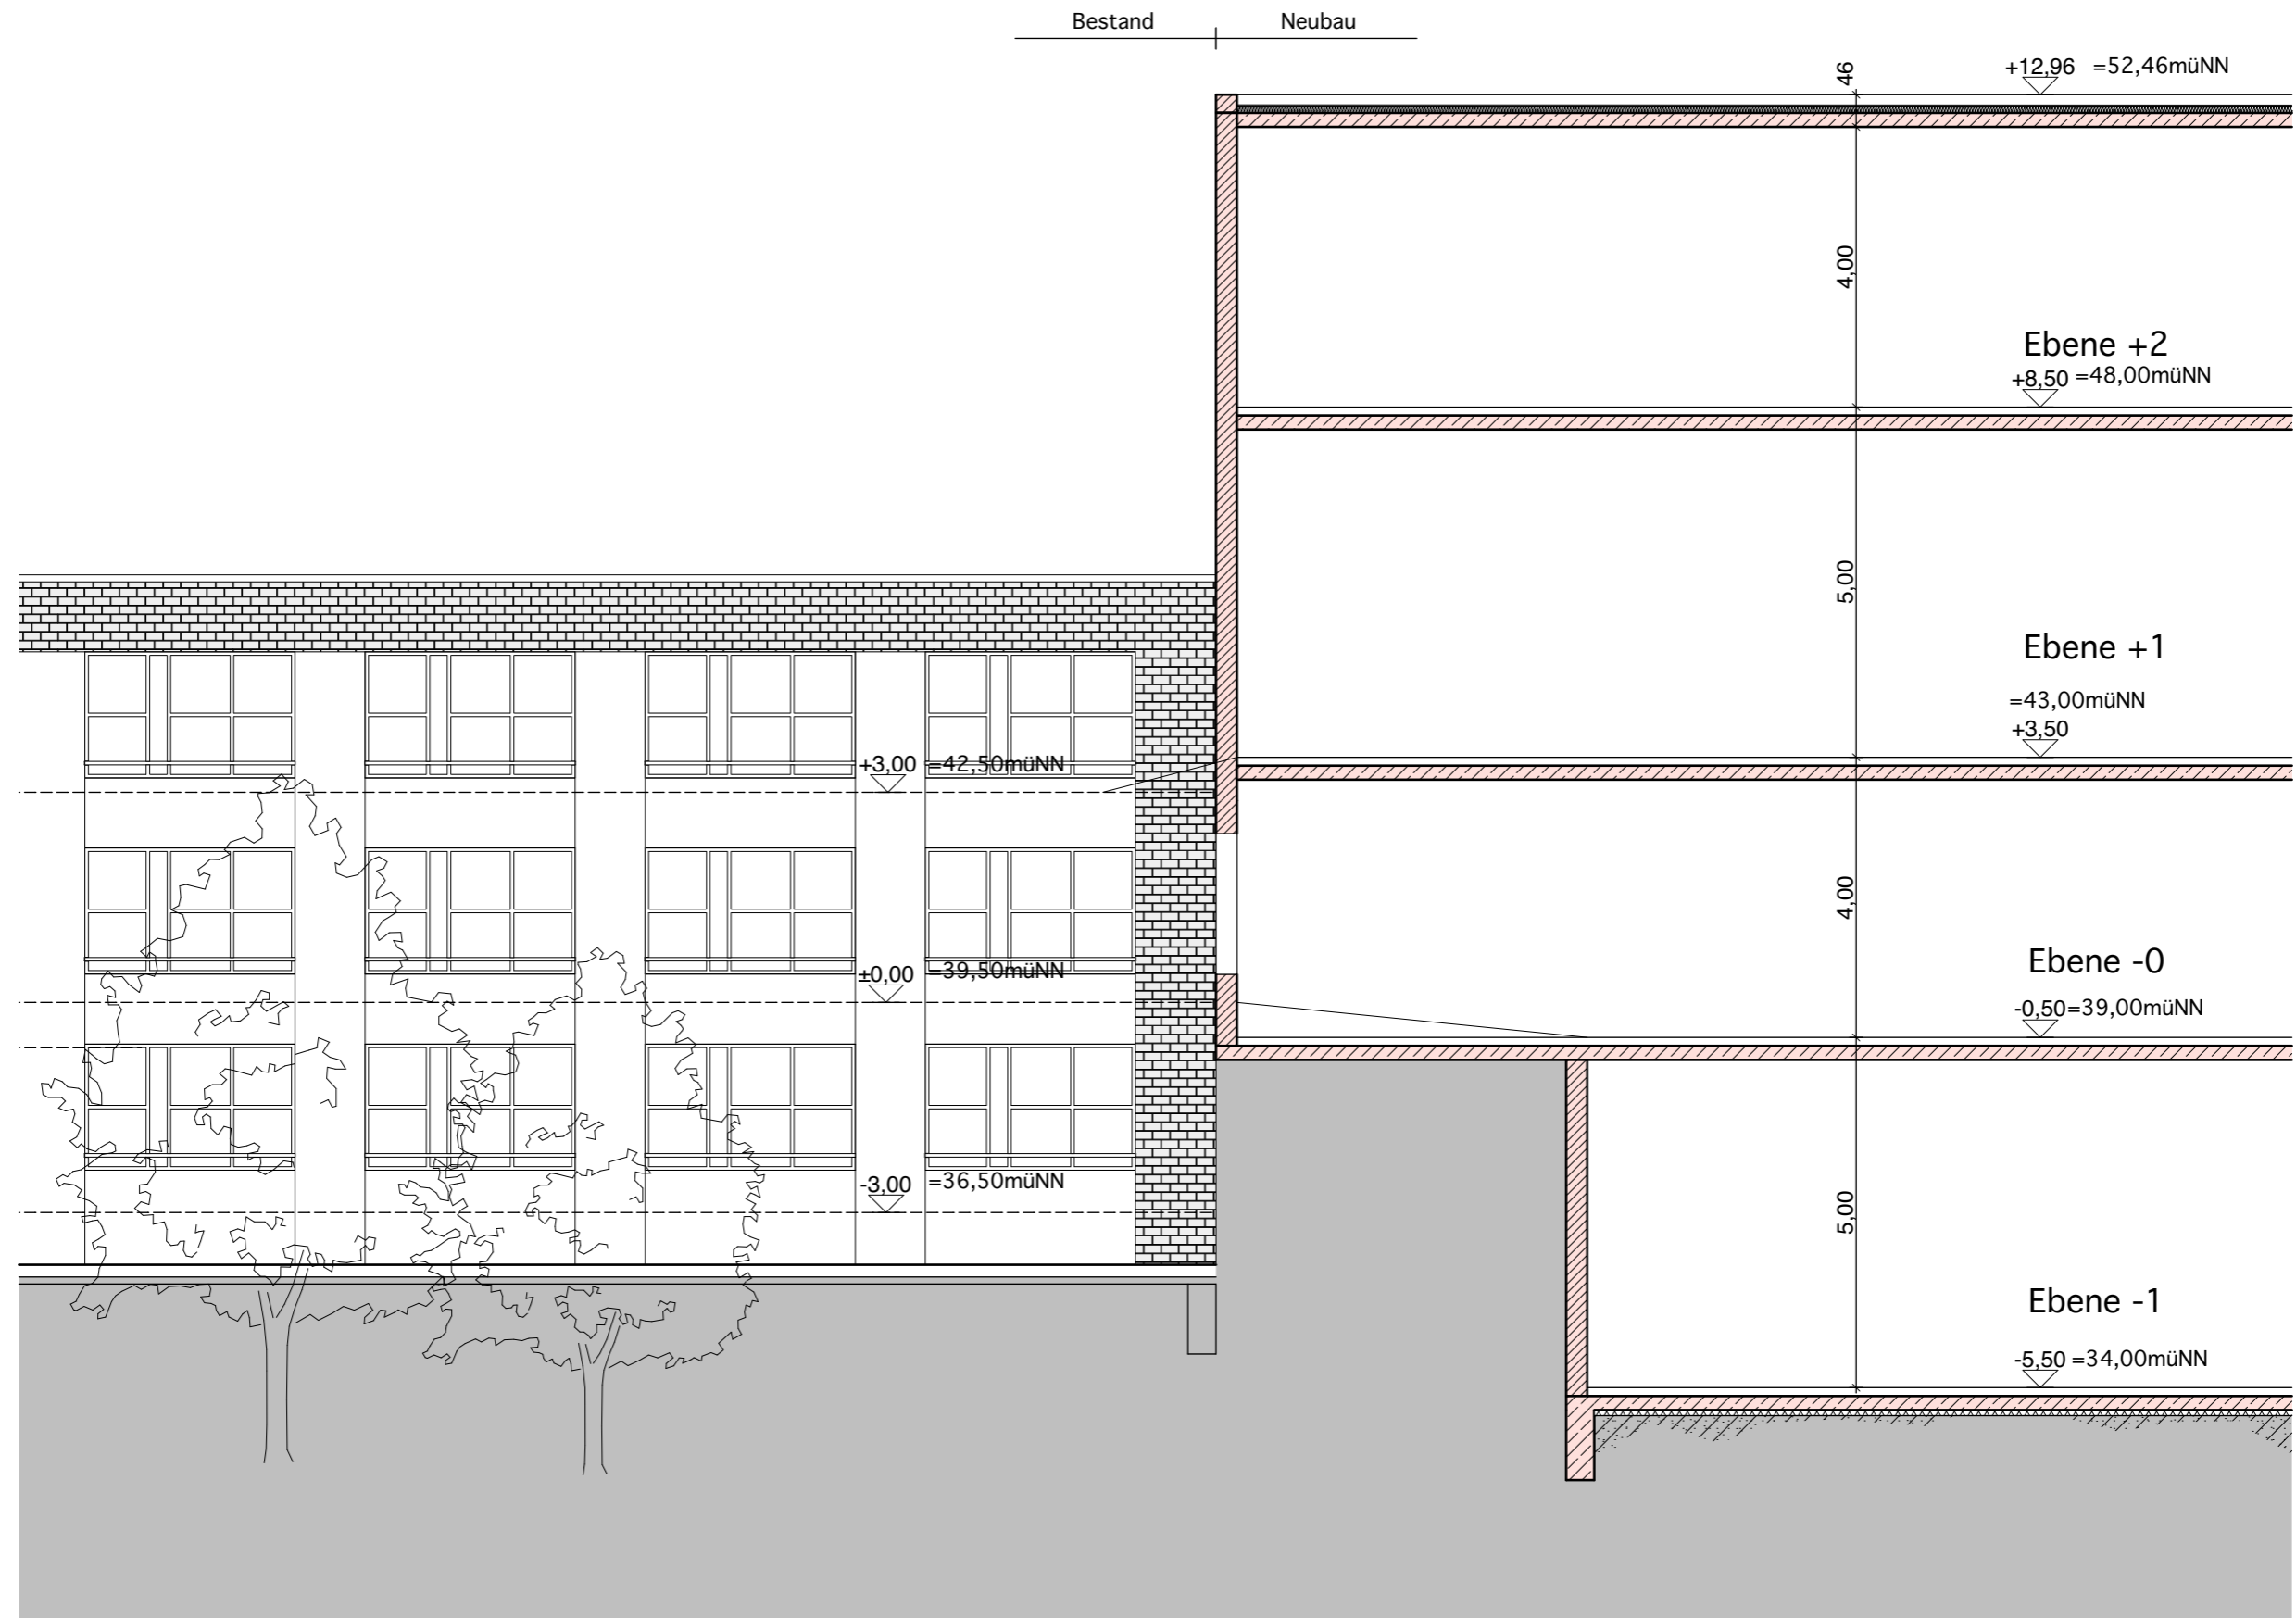 Bestand Neubau
46
+12,96 =52,46müNN
4,00
Ebene +2
+8,50 =48,00müNN
5,00
Ebene +1
=43,00müNN
+3,50
+3,00 =42,50müNN
4,00
Ebene -0
±0,00 =39,50müNN
-0,50=39,00müNN
-3,00 =36,50müNN
5,00
Ebene -1
-5,50 =34,00müNN